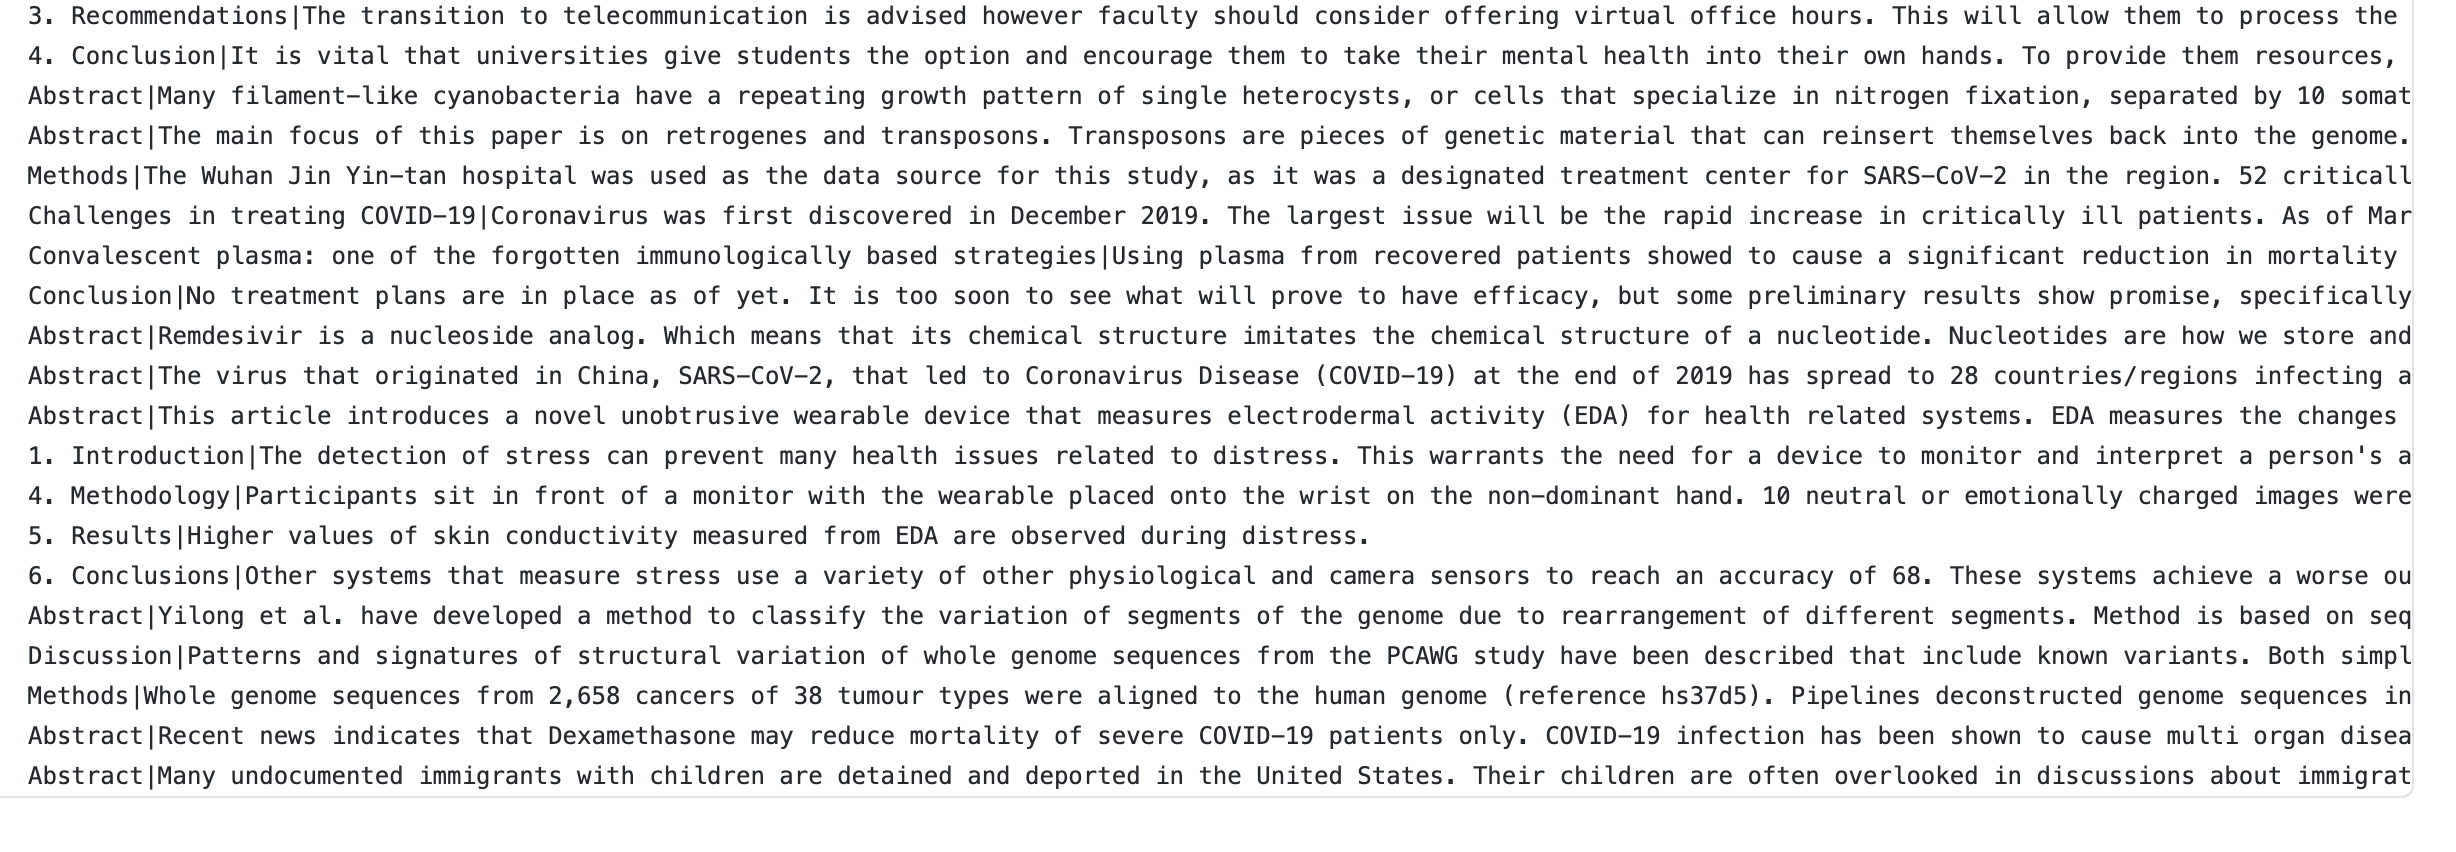 3. Recommendations|The transition to telecommunication is advised however faculty should consider offering virtual office hours. This will allow them to process the
4. Conclusion|It is vital that universities give students the option and encourage them to take their mental health into their own hands. To provide them resources,
Abstract|Many filament-like cyanobacteria have a repeating growth pattern of single heterocysts, or cells that specialize in nitrogen fixation, separated by 10 somat
Abstract|The main focus of this paper is on retrogenes and transposons. Transposons are pieces of genetic material that can reinsert themselves back into the genome.
Methods|The Wuhan Jin Yin-tan hospital was used as the data source for this study, as it was a designated treatment center for SARS-CoV-2 in the region. 52 criticall
Challenges in treating COVID-19|Coronavirus was first discovered in December 2019. The largest issue will be the rapid increase in critically ill patients. As of Mar
Convalescent plasma: one of the forgotten immunologically based strategies|Using plasma from recovered patients showed to cause a significant reduction in mortality
Conclusion|No treatment plans are in place as of yet. It is too soon to see what will prove to have efficacy, but some preliminary results show promise, specifically
Abstract|Remdesivir is a nucleoside analog. Which means that its chemical structure imitates the chemical structure of a nucleotide. Nucleotides are how we store and
Abstract|The virus that originated in China, SARS-CoV-2, that led to Coronavirus Disease (COVID-19) at the end of 2019 has spread to 28 countries/regions infecting a
Abstract|This article introduces a novel unobtrusive wearable device that measures electrodermal activity (EDA) for health related systems. EDA measures the changes
1. Introduction|The detection of stress can prevent many health issues related to distress. This warrants the need for a device to monitor and interpret a person's a
4. Methodology|Participants sit in front of a monitor with the wearable placed onto the wrist on the non-dominant hand. 10 neutral or emotionally charged images were
5. Results|Higher values of skin conductivity measured from EDA are observed during distress.
6. Conclusions|Other systems that measure stress use a variety of other physiological and camera sensors to reach an accuracy of 68. These systems achieve a worse ou
Abstract|Yilong et al. have developed a method to classify the variation of segments of the genome due to rearrangement of different segments. Method is based on seq
Discussion|Patterns and signatures of structural variation of whole genome sequences from the PCAWG study have been described that include known variants. Both simpl
Methods|Whole genome sequences from 2,658 cancers of 38 tumour types were aligned to the human genome (reference hs37d5). Pipelines deconstructed genome sequences in
Abstract|Recent news indicates that Dexamethasone may reduce mortality of severe COVID-19 patients only. COVID-19 infection has been shown to cause multi organ disea
Abstract|Many undocumented immigrants with children are detained and deported in the United States. Their children are often overlooked in discussions about immigrat